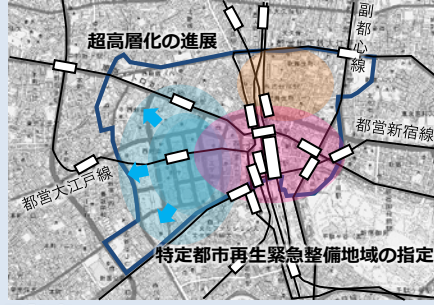 超高層化の進展
副都心線
都営新宿線
都営大江戸線
特定都市再生緊急整備地域の指定